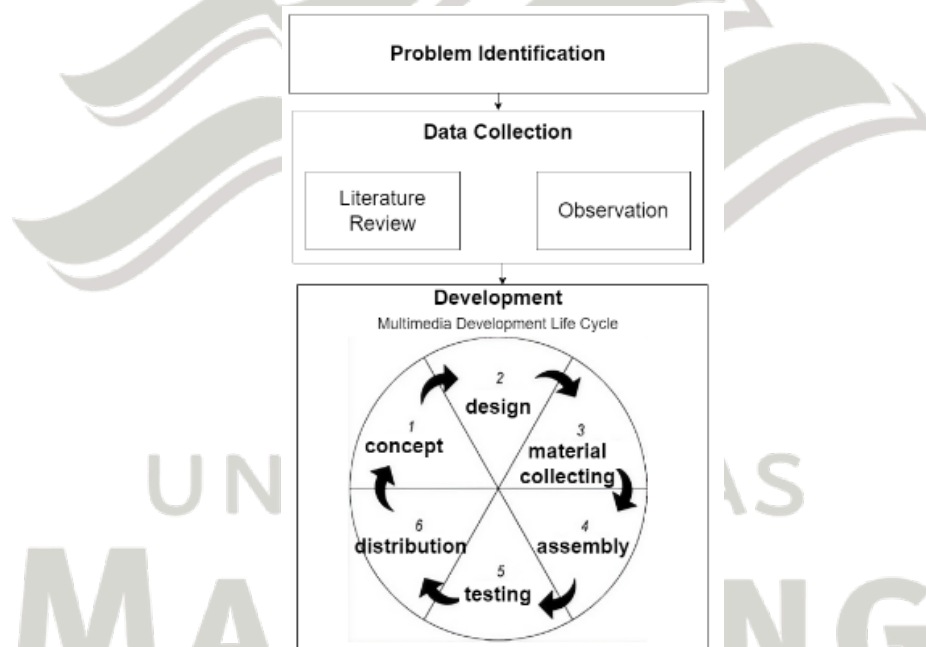 Problem Identification
Data Collection
Literature
Review
Observation
Development
Multimedia Development Life Cycle
2
design
1
concept
3
material
collecting
6
distribution
4
assembly
5
testing